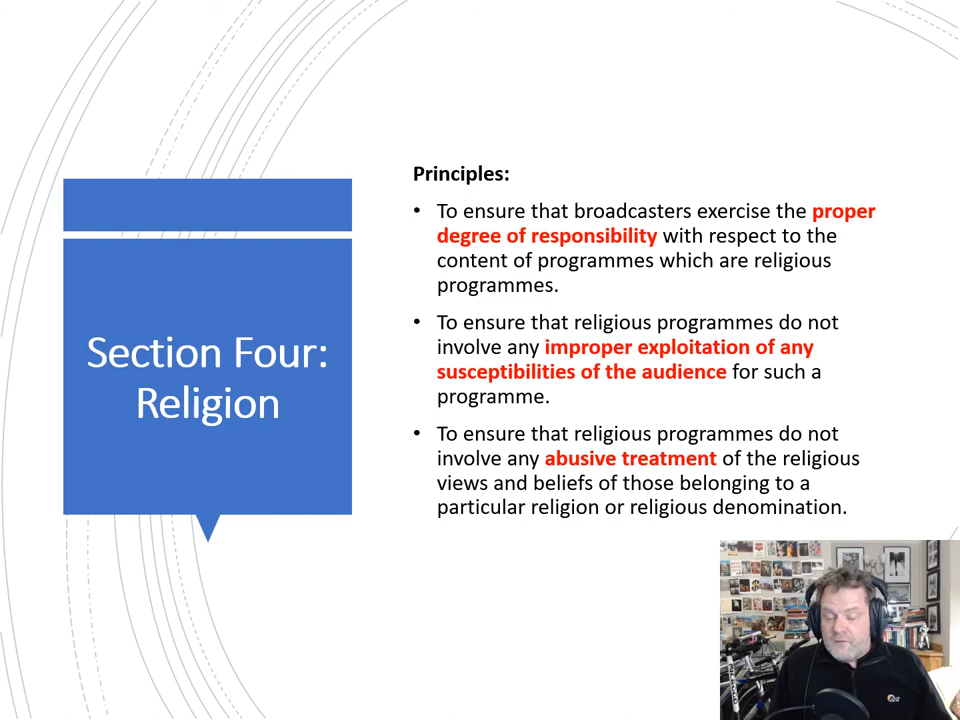 Section Four:
Religion
Principles:
• To ensure that broadcasters exercise the proper
degree of responsibility with respect to the
content of programmes which are religious
programmes.
• To ensure that religious programmes do not
involve any improper exploitation of any
susceptibilities of the audience for such a
programme.
• To ensure that religious programmes do not
involve any abusive treatment of the religious
views and beliefs of those belonging to a
particular religion or religious denomination.